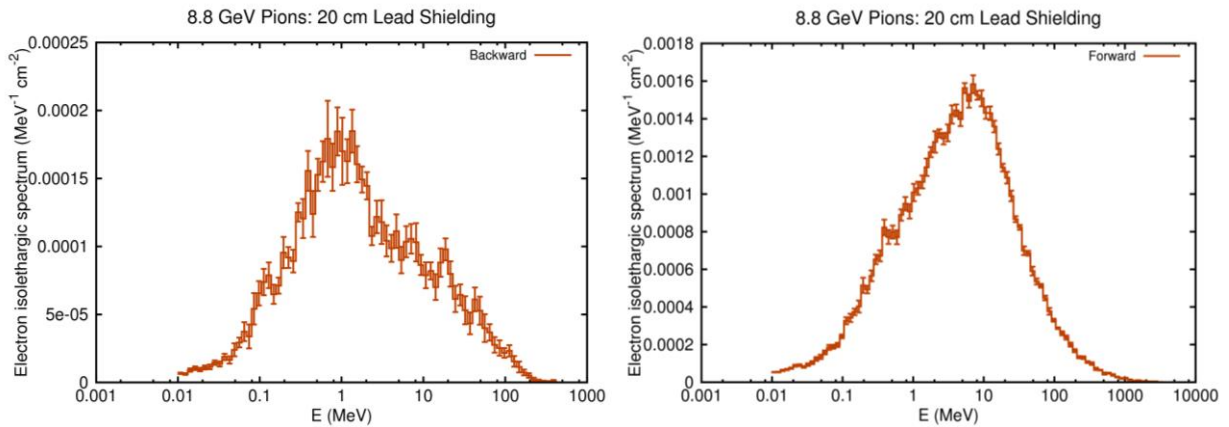 8.8 GeV Pions: 20 cm Lead Shielding
Electron isolethargic spectrum (MeV-1 cm-2)
0.00025
0.0002
0.00015
0.0001
5e-05
0
Backward
0.001 0.01 0.1 1 10 100 1000
E (MeV)
8.8 GeV Pions: 20 cm Lead Shielding
Electron isolethargic spectrum (MeV-1 cm-2)
0.0018
0.0016
0.0014
0.0012
0.001
0.0008
0.0006
0.0004
0.0002
0
Forward
0.001 0.01 0.1 1 10 100 1000 10000
E (MeV)